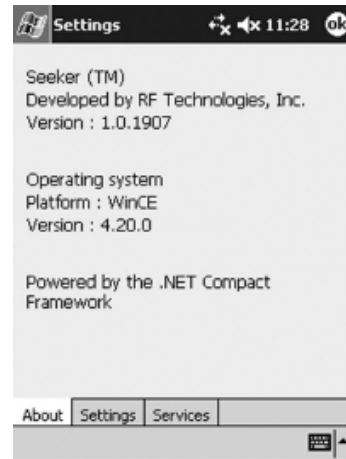 Settings 11:28 ok
Seeker (TM)
Developed by RF Technologies, Inc.
Version : 1.0.1907
Operating system
Platform : WinCE
Version : 4.20.0
Powered by the .NET Compact
Framework
About Settings Services